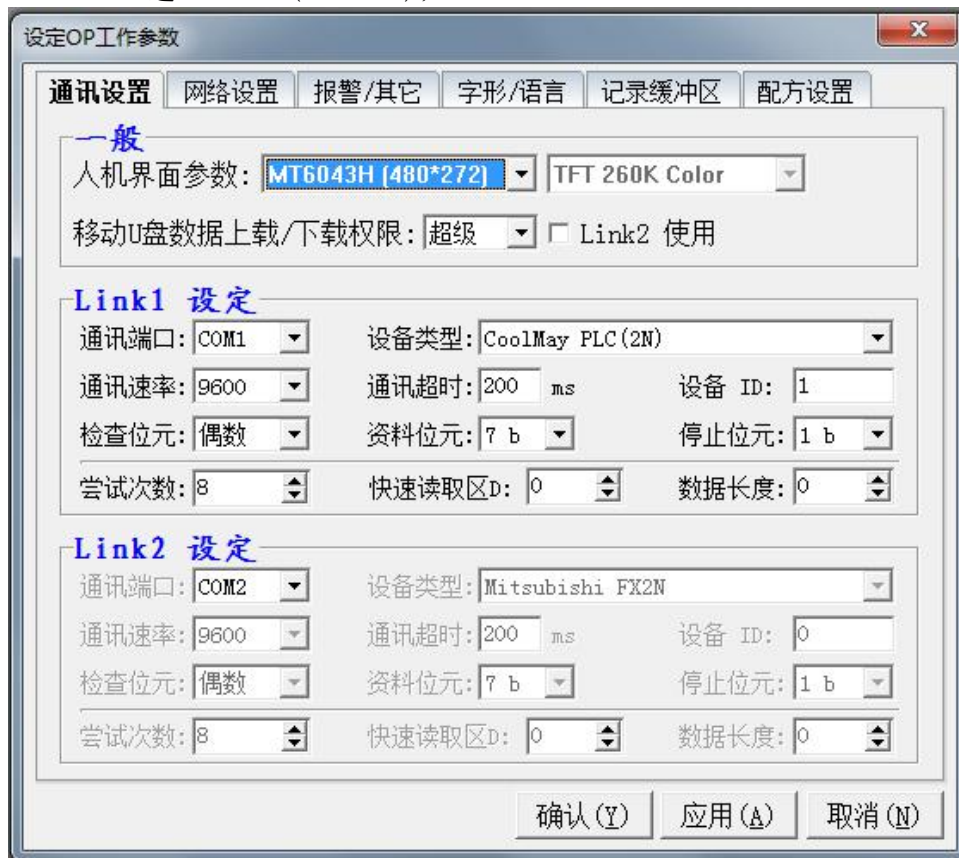 设定OP工作参数
通讯设置 网络设置 报警/其它 字形/语言 记录缓冲区 配方设置
一般
人机界面参数: MT6043H (480*272) TFT 260K Color
移动U盘数据上载/下载权限: 超级 Link2 使用
Link1 设定
通讯端口: COM1 设备类型: CoolMay PLC(2N)
通讯速率: 9600 通讯超时: 200 ms 设备 ID: 1
检查位元: 偶数 资料位元: 7 b 停止位元: 1 b
尝试次数: 8 快速读取区D: 0 数据长度: 0
Link2 设定
通讯端口: COM2 设备类型: Mitsubishi FX2N
通讯速率: 9600 通讯超时: 200 ms 设备 ID: 0
检查位元: 偶数 资料位元: 7 b 停止位元: 1 b
尝试次数: 8 快速读取区D: 0 数据长度: 0
确认(Y) 应用(A) 取消(N)